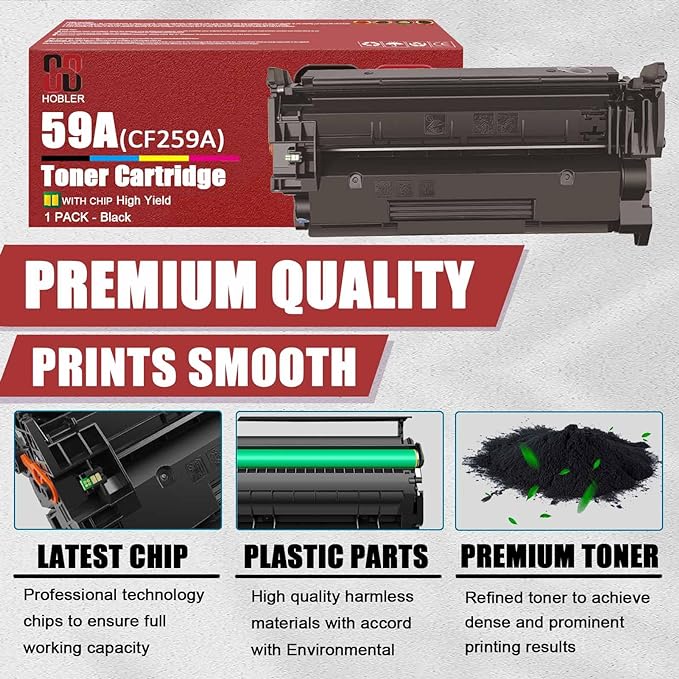 HOBLER
59A(CF259A)
Toner Cartridge
WITH CHIP High Yield
1 PACK - Black
PREMIUM QUALITY
PRINTS SMOOTH
LATEST CHIP
Professional technology
chips to ensure full
working capacity
PLASTIC PARTS
High quality harmless
materials with accord
with Environmental
PREMIUM TONER
Refined toner to achieve
dense and prominent
printing results